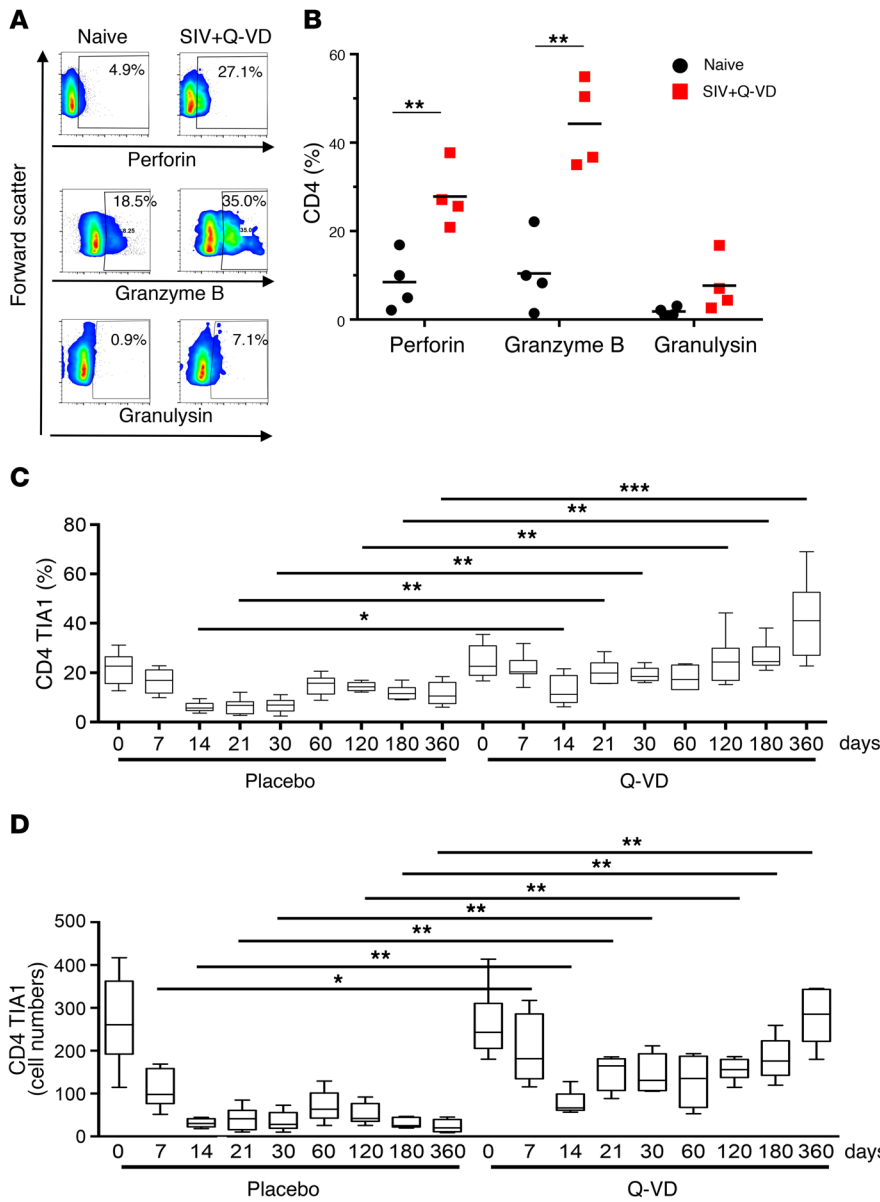 A
Naive SIV+Q-VD
4.9% 27.1%
Perforin
18.5% 35.0%
8.25 35.0
Granzyme B
0.9% 7.1%
Granulysin
Forward scatter
B
** **
Naive
SIV+Q-VD
60
40
20
0
CD4 (%)
Perforin Granzyme B Granulysin
C
***
**
**
**
**
*
80
60
40
20
0
CD4 TIA1 (%)
0 7 14 21 30 60 120 180 360 0 7 14 21 30 60 120 180 360 days
Placebo Q-VD
D
**
**
**
**
**
**
*
500
400
300
200
100
0
CD4 TIA1
(cell numbers)
0 7 14 21 30 60 120 180 360 0 7 14 21 30 60 120 180 360 days
Placebo Q-VD